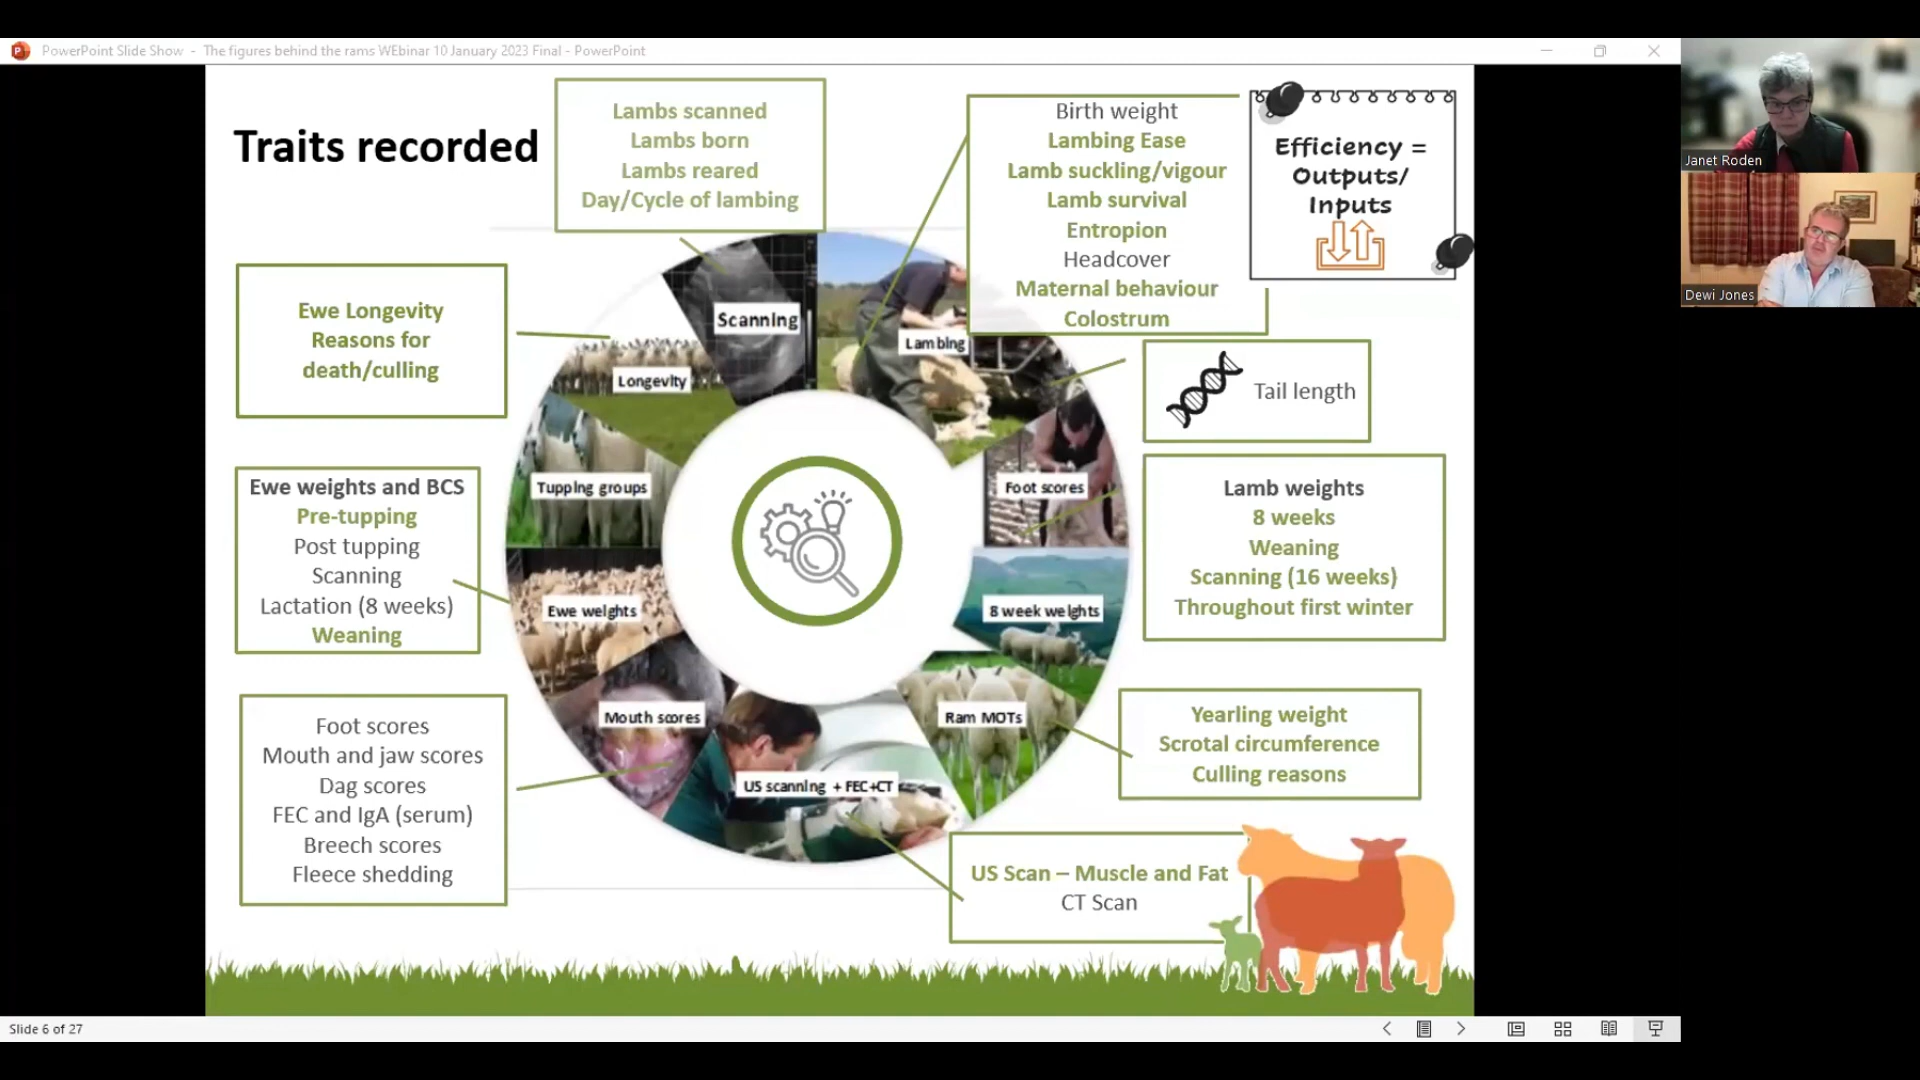 PowerPoint Slide Show - The figures behind the rams WEbinar 10 January 2023 Final - PowerPoint
Traits recorded
Lambs scanned
Lambs born
Lambs reared
Day/Cycle of lambing
Birth weight
Lambing Ease
Lamb suckling/vigour
Lamb survival
Entropion
Headcover
Maternal behaviour
Colostrum
Efficiency =
Outputs/
Inputs
Janet Roden
Dewi Jones
Ewe Longevity
Reasons for
death/culling
Scanning
Lambing
Longevity
Tail length
Ewe weights and BCS
Pre-tupping
Post tupping
Scanning
Lactation (8 weeks)
Weaning
Tupping groups
Foot scores
Lamb weights
8 weeks
Weaning
Scanning (16 weeks)
Throughout first winter
Ewe weights
8 week weights
Mouth scores
Ram MOTs
US scanning + FEC+CT
Foot scores
Mouth and jaw scores
Dag scores
FEC and IgA (serum)
Breech scores
Fleece shedding
Yearling weight
Scrotal circumference
Culling reasons
US Scan – Muscle and Fat
CT Scan
Slide 6 of 27